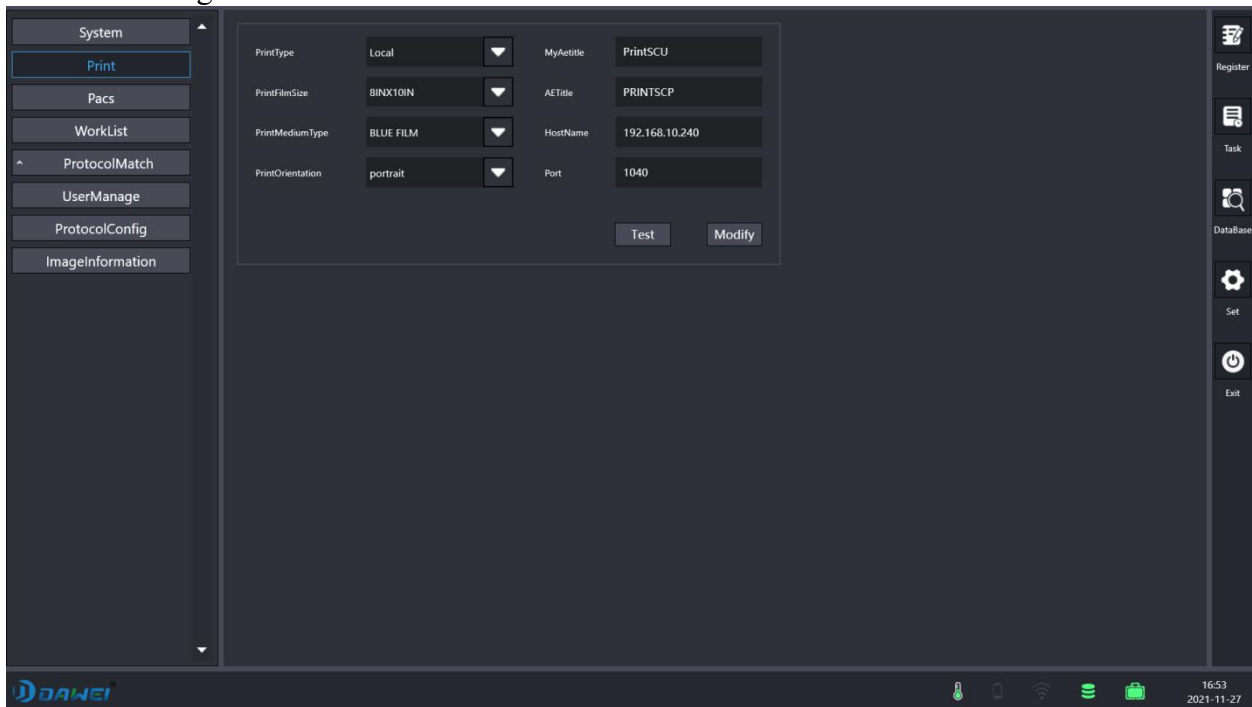 System
Print
Pacs
WorkList
ProtocolMatch
UserManage
ProtocolConfig
ImageInformation
PrintType Local MyAetitle PrintSCU
PrintFilmSize 8INX10IN AETitle PRINTSCP
PrintMediumType BLUE FILM HostName 192.168.10.240
PrintOrientation portrait Port 1040
Test Modify
Register
Task
DataBase
Set
Exit
DAWEI
16:53
2021-11-27